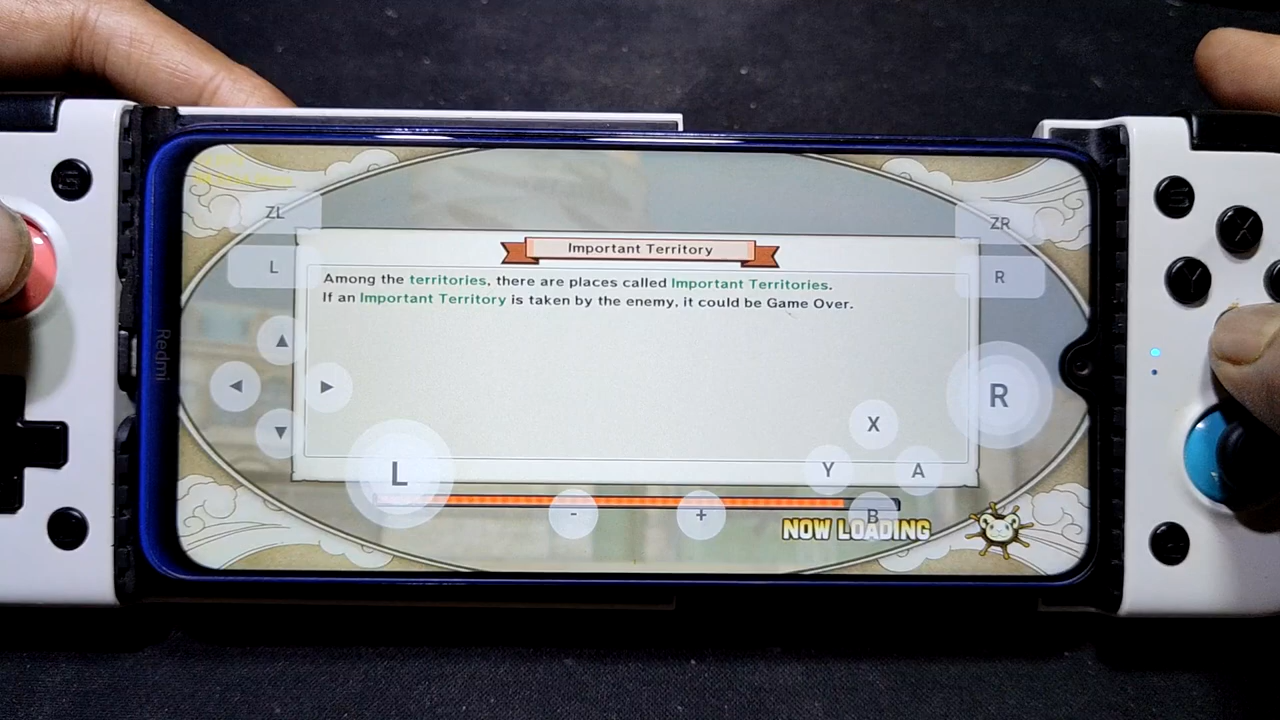 ZL
ZR
Important Territory
L
R
Among the territories, there are places called Important Territories.
If an Important Territory is taken by the enemy, it could be Game Over.
Redmi
R
X
L
Y
A
-
+
B
NOW LOADING
X
Y